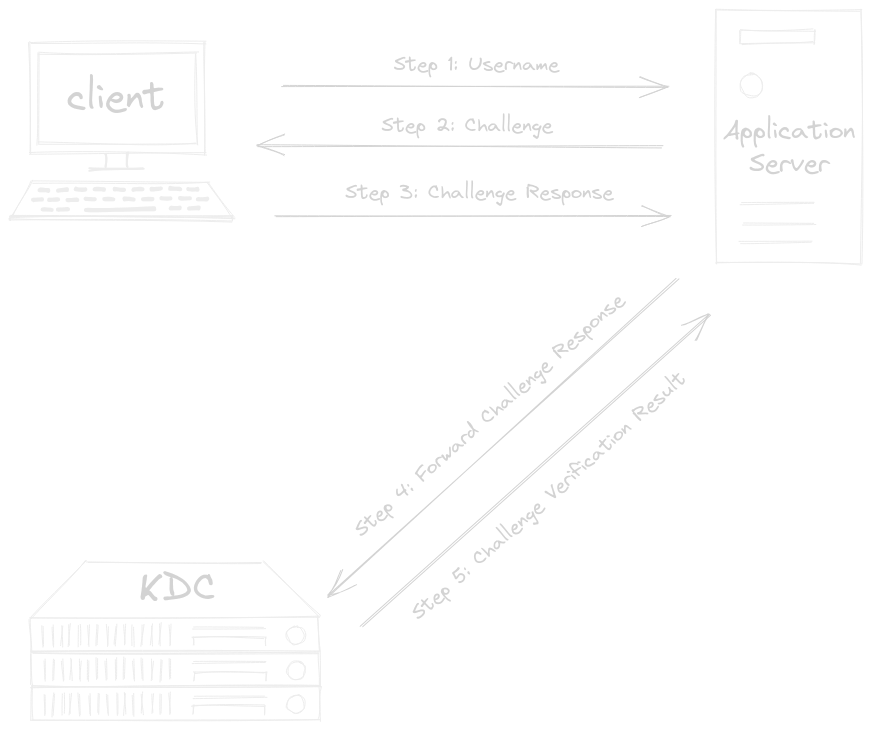 client
Step 1: Username
Step 2: Challenge
Step 3: Challenge Response
Application
Server
Step 4: Forward Challenge Response
Step 5: Challenge Verification Result
KDC